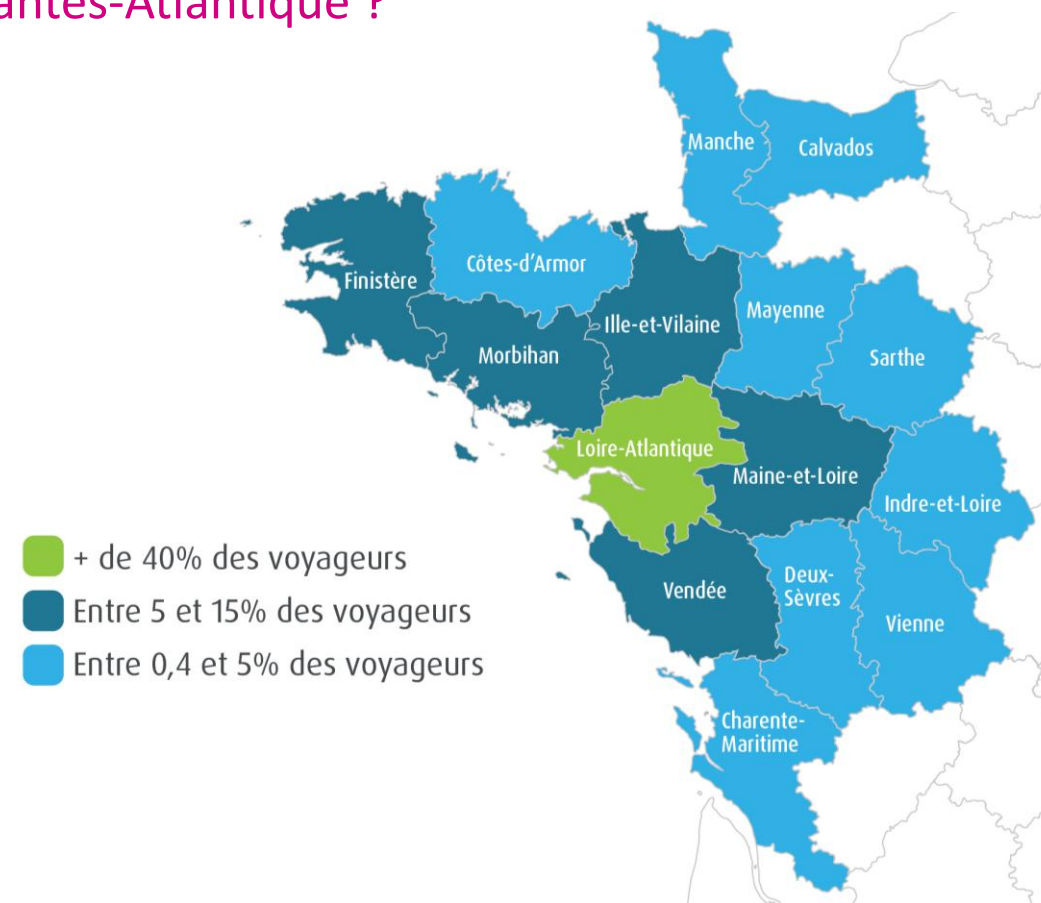 antes-Atlantique ?
Manche
Calvados
Côtes-d'Armor
Finistère
Ille-et-Vilaine
Mayenne
Morbihan
Sarthe
Loire-Atlantique
Maine-et-Loire
Indre-et-Loire
+ de 40% des voyageurs
Entre 5 et 15% des voyageurs
Entre 0,4 et 5% des voyageurs
Vendée
Deux-
Sèvres
Vienne
Charente-
Maritime